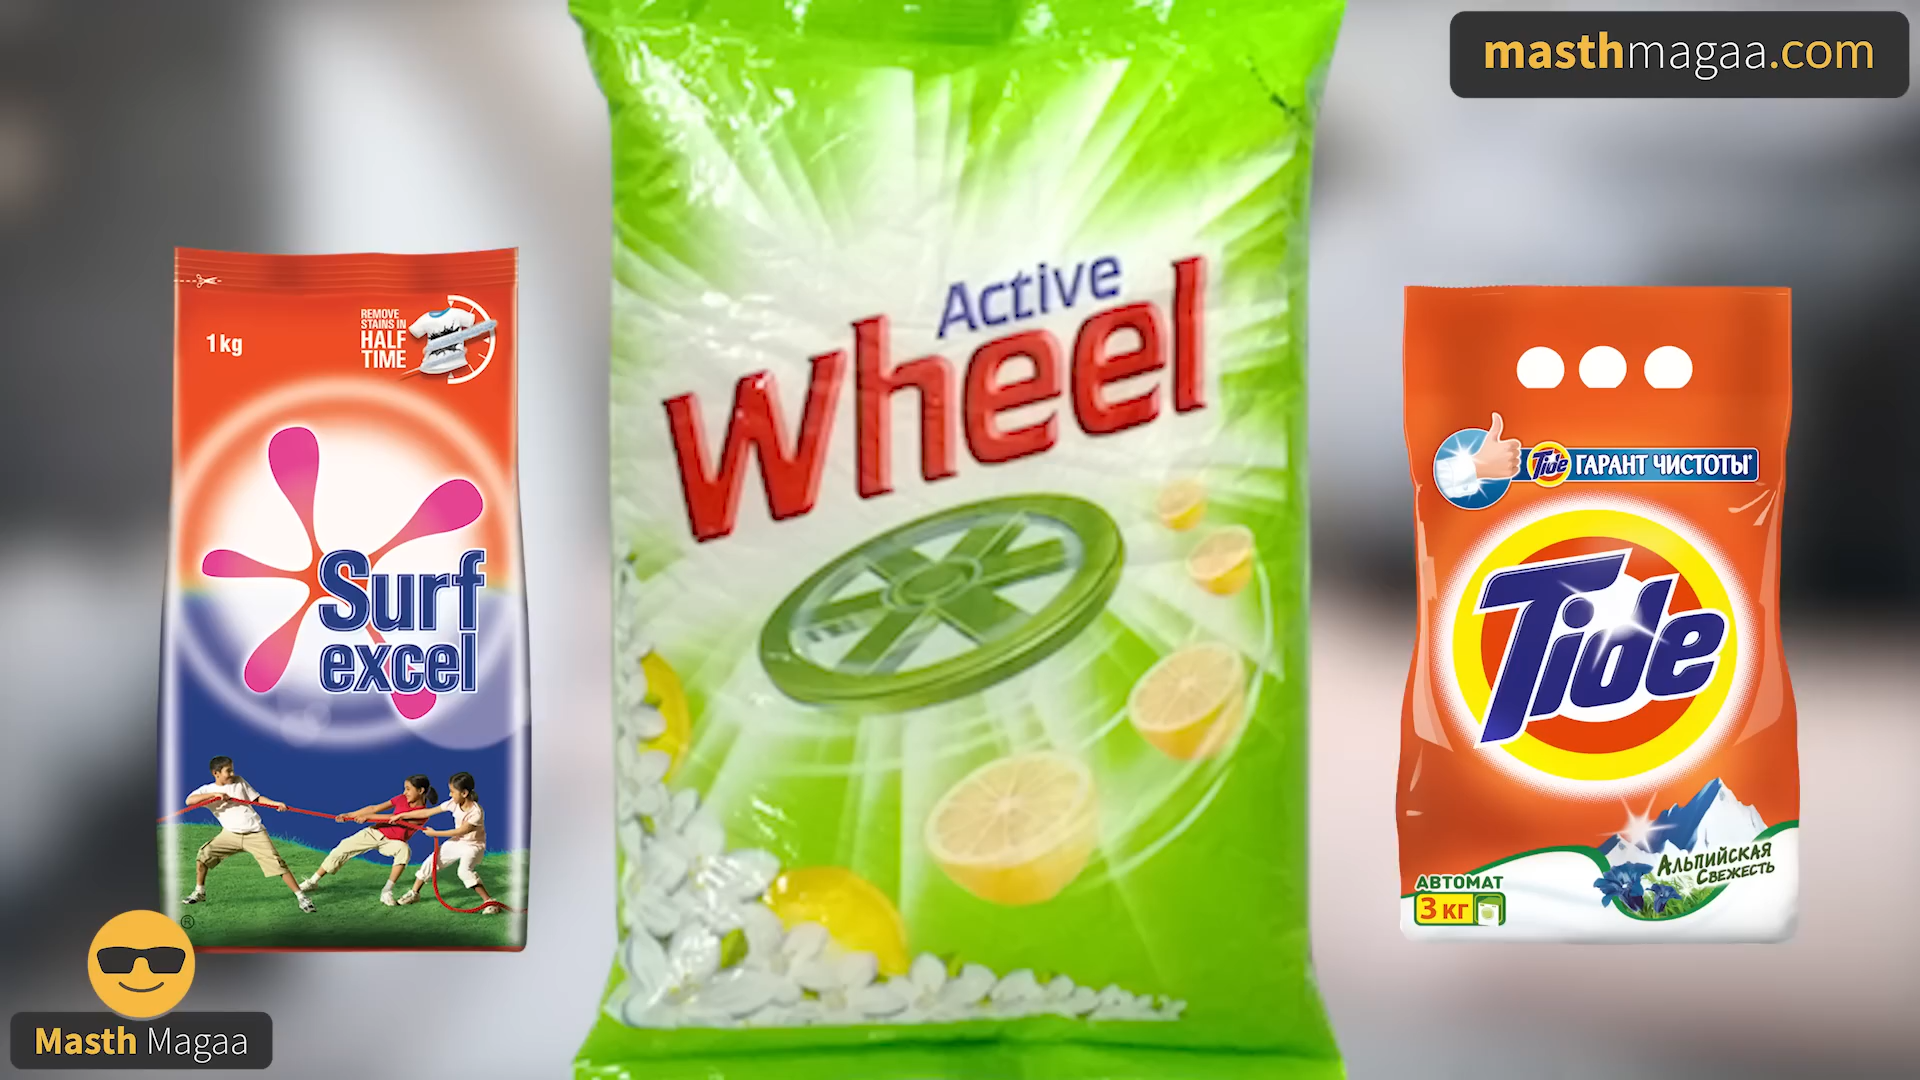 masthmagaa.com
1 kg
REMOVE
STAINS IN
HALF
TIME
Surf
excel
®
Active
Wheel
Tide ГАРАНТ ЧИСТОТЫ*
Tide
АЛЬПИЙСКАЯ
СВЕЖЕСТЬ
АВТОМАТ
3 кг
Masth Magaa